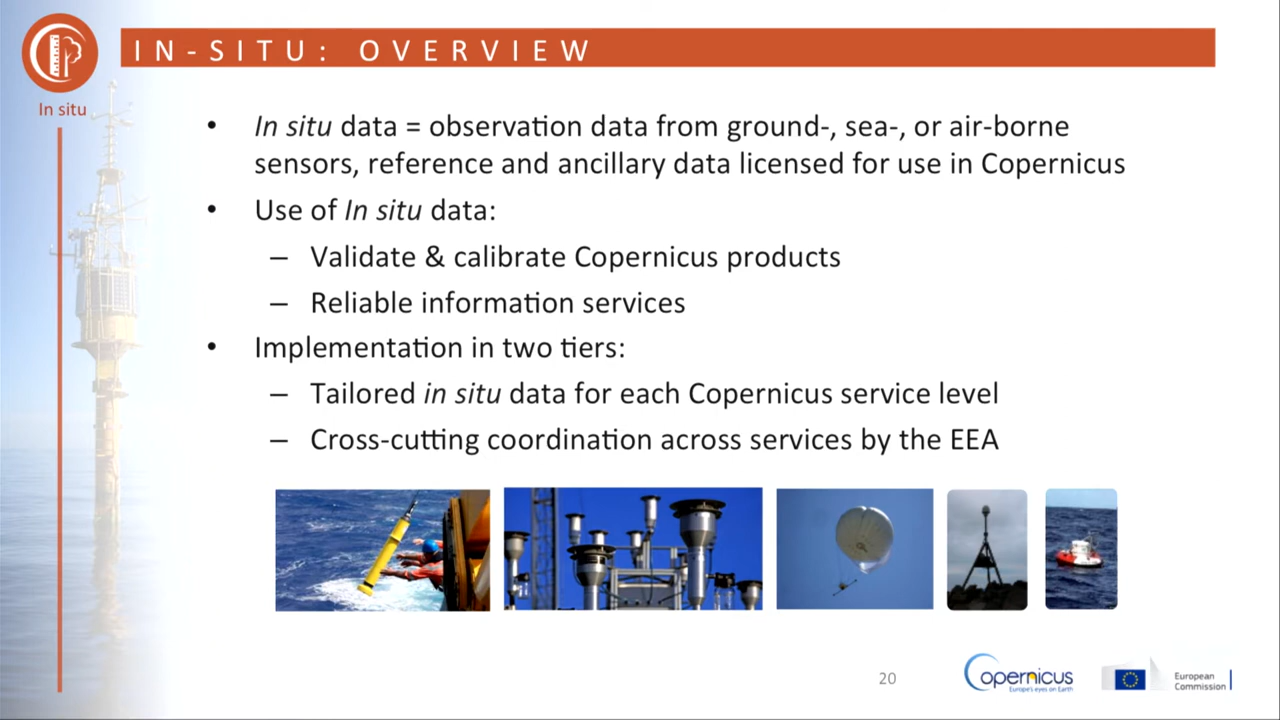 IN-SITU: OVERVIEW
In situ
• In situ data = observation data from ground-, sea-, or air-borne
sensors, reference and ancillary data licensed for use in Copernicus
• Use of In situ data:
– Validate & calibrate Copernicus products
– Reliable information services
• Implementation in two tiers:
– Tailored in situ data for each Copernicus service level
– Cross-cutting coordination across services by the EEA
20
Copernicus
Europe's eyes on Earth
European
Commission